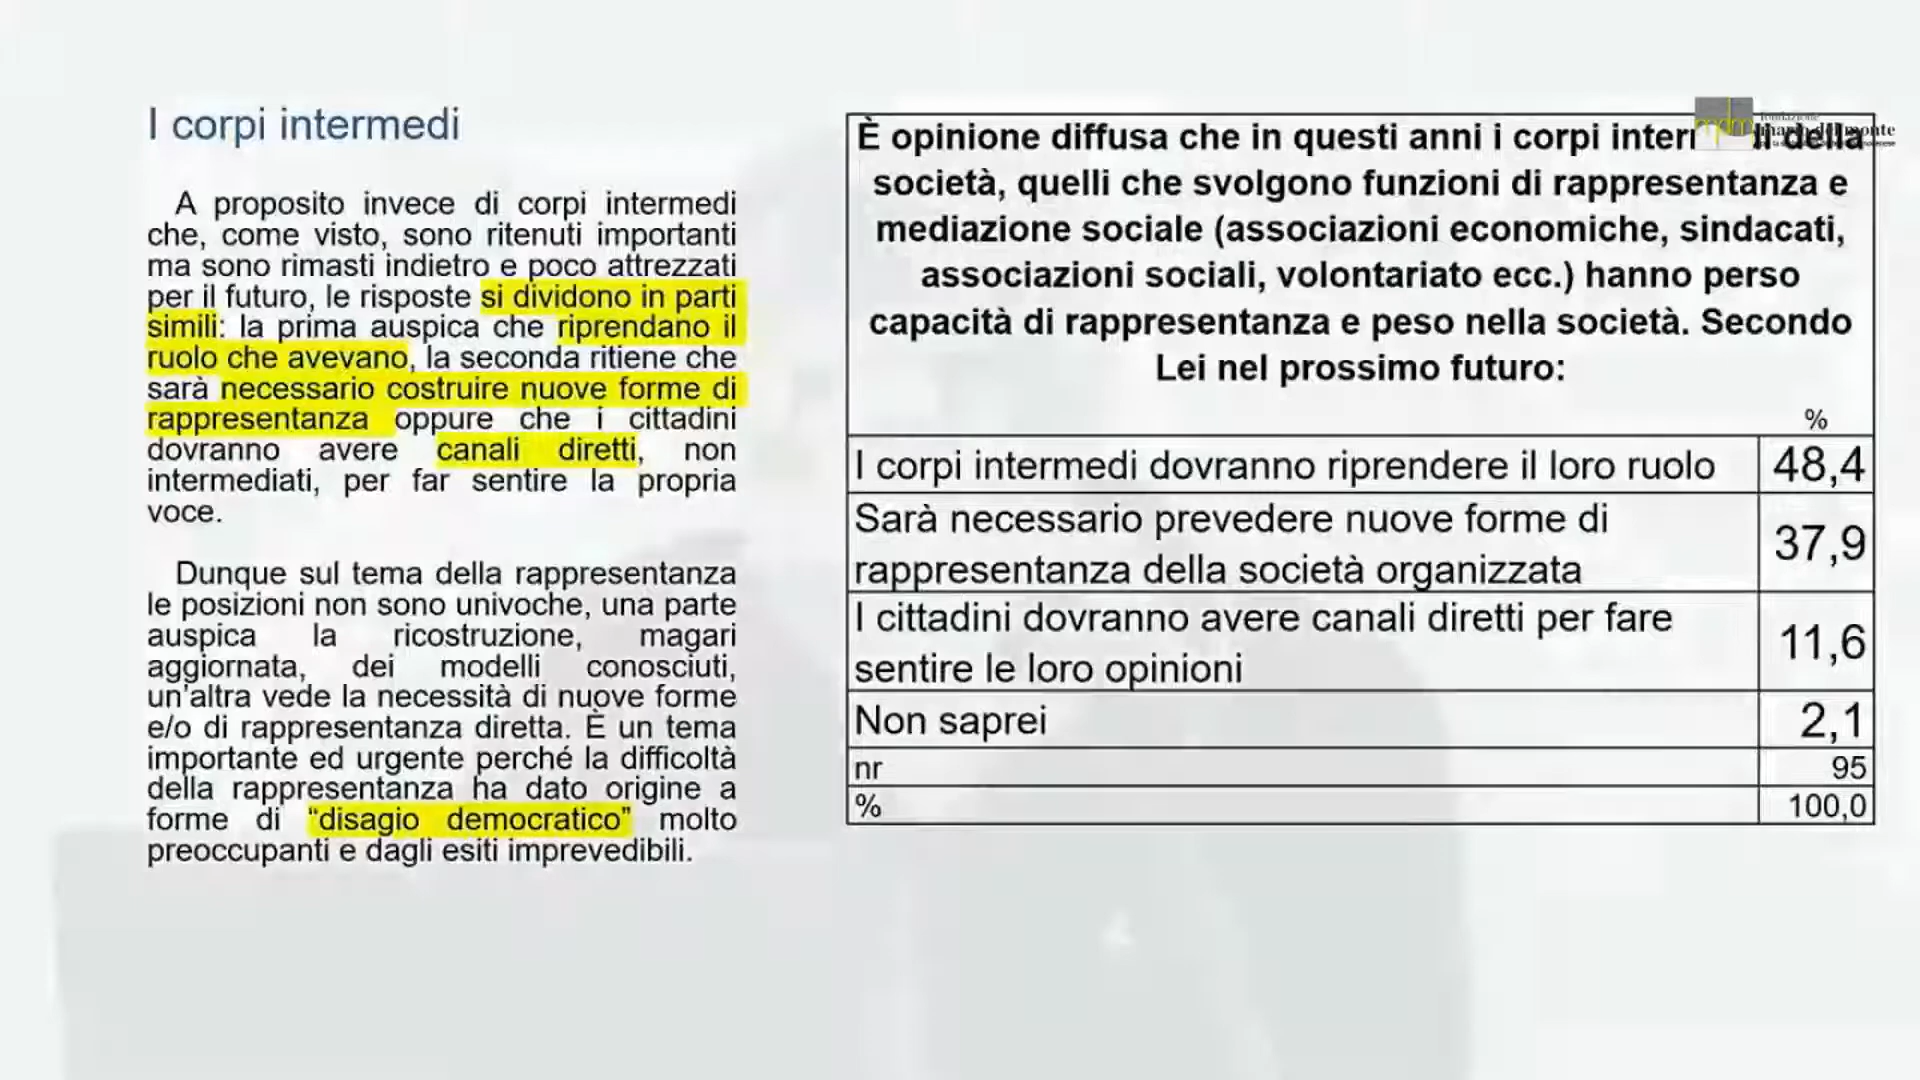 I corpi intermedi
A proposito invece di corpi intermedi
che, come visto, sono ritenuti importanti
ma sono rimasti indietro e poco attrezzati
per il futuro, le risposte si dividono in parti
simili: la prima auspica che riprendano il
ruolo che avevano, la seconda ritiene che
sarà necessario costruire nuove forme di
rappresentanza oppure che i cittadini
dovranno avere canali diretti, non
intermediati, per far sentire la propria
voce.
Dunque sul tema della rappresentanza
le posizioni non sono univoche, una parte
auspica la ricostruzione, magari
aggiornata, dei modelli conosciuti,
un'altra vede la necessità di nuove forme
e/o di rappresentanza diretta. È un tema
importante ed urgente perché la difficoltà
della rappresentanza ha dato origine a
forme di “disagio democratico” molto
preoccupanti e dagli esiti imprevedibili.
fondazione
mario del monte
È opinione diffusa che in questi anni i corpi della
società, quelli che svolgono funzioni di rappresentanza e
mediazione sociale (associazioni economiche, sindacati,
associazioni sociali, volontariato ecc.) hanno perso
capacità di rappresentanza e peso nella società. Secondo
Lei nel prossimo futuro:
%
I corpi intermedi dovranno riprendere il loro ruolo 48,4
Sarà necessario prevedere nuove forme di
rappresentanza della società organizzata 37,9
I cittadini dovranno avere canali diretti per fare
sentire le loro opinioni 11,6
Non saprei 2,1
nr 95
% 100,0